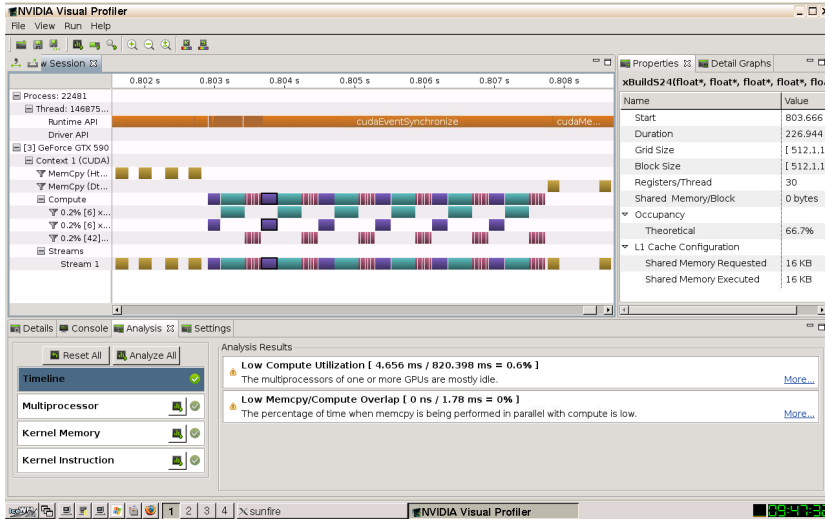 NVIDIA Visual Profiler
File View Run Help
w Session
0.802 s 0.803 s 0.804 s 0.805 s 0.806 s 0.807 s 0.808 s
Process: 22481
Thread: 146875...
Runtime API
cudaEventSynchronize
cudaMe...
Driver API
[3] GeForce GTX 590
Context 1 (CUDA)
MemCpy (Ht...
MemCpy (Dt...
Compute
0.2% [6] x...
0.2% [6] x...
0.2% [42]...
Streams
Stream 1
Properties Detail Graphs
xBuildS24(float*, float*, float*, float*, flo
Name Value
Start 803.666
Duration 226.944
Grid Size [ 512,1,1
Block Size [ 512,1,1
Registers/Thread 30
Shared Memory/Block 0 bytes
Occupancy
Theoretical 66.7%
L1 Cache Configuration
Shared Memory Requested 16 KB
Shared Memory Executed 16 KB
Details Console Analysis Settings
Reset All Analyze All
Timeline
Multiprocessor
Kernel Memory
Kernel Instruction
Analysis Results
Low Compute Utilization [ 4.656 ms / 820.398 ms = 0.6% ]
The multiprocessors of one or more GPUs are mostly idle.
More...
Low Memcpy/Compute Overlap [ 0 ns / 1.78 ms = 0% ]
The percentage of time when memcpy is being performed in parallel with compute is low.
More...
1 2 3 4 sunfire NVIDIA Visual Profiler 09:47:32